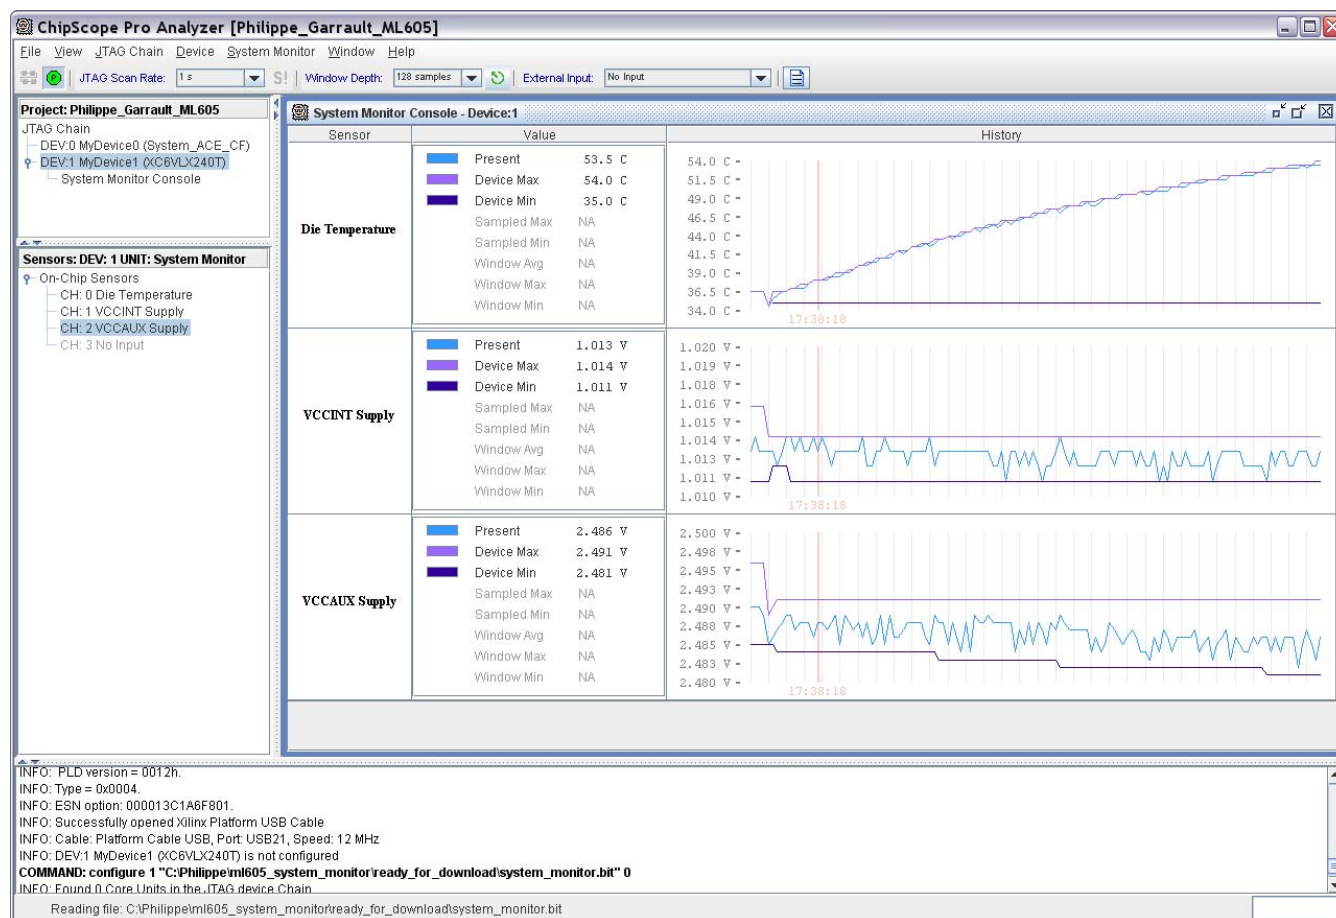 ChipScope Pro Analyzer [Philippe_Garrault_ML605]
File View JTAG Chain Device System Monitor Window Help
JTAG Scan Rate: 1 s S! Window Depth: 128 samples External Input: No Input
Project: Philippe_Garrault_ML605
JTAG Chain
DEV:0 MyDevice0 (System_ACE_CF)
DEV:1 MyDevice1 (XC6VLX240T)
System Monitor Console
Sensors: DEV: 1 UNIT: System Monitor
On-Chip Sensors
CH: 0 Die Temperature
CH: 1 VCCINT Supply
CH: 2 VCCAUX Supply
CH: 3 No Input
System Monitor Console - Device:1
Sensor Value History
Die Temperature
Present 53.5 C
Device Max 54.0 C
Device Min 35.0 C
Sampled Max NA
Sampled Min NA
Window Avg NA
Window Max NA
Window Min NA
54.0 C
51.5 C
49.0 C
46.5 C
44.0 C
41.5 C
39.0 C
36.5 C
34.0 C
17:38:18
VCCINT Supply
Present 1.013 V
Device Max 1.014 V
Device Min 1.011 V
Sampled Max NA
Sampled Min NA
Window Avg NA
Window Max NA
Window Min NA
1.020 V
1.019 V
1.018 V
1.016 V
1.015 V
1.014 V
1.013 V
1.011 V
1.010 V
17:38:18
VCCAUX Supply
Present 2.486 V
Device Max 2.491 V
Device Min 2.481 V
Sampled Max NA
Sampled Min NA
Window Avg NA
Window Max NA
Window Min NA
2.500 V
2.498 V
2.495 V
2.493 V
2.490 V
2.488 V
2.485 V
2.483 V
2.480 V
17:38:18
INFO: PLD version = 0012h.
INFO: Type = 0x0004.
INFO: ESN option: 000013C1A6F801.
INFO: Successfully opened Xilinx Platform USB Cable
INFO: Cable: Platform Cable USB, Port: USB21, Speed: 12 MHz
INFO: DEV:1 MyDevice1 (XC6VLX240T) is not configured
COMMAND: configure 1 "C:\Philippe\ml605_system_monitor\ready_for_download\system_monitor.bit" 0
INFO: Found 0 Core Units in the JTAG device Chain
Reading file: C:\Philippe\ml605_system_monitor\ready_for_download\system_monitor.bit